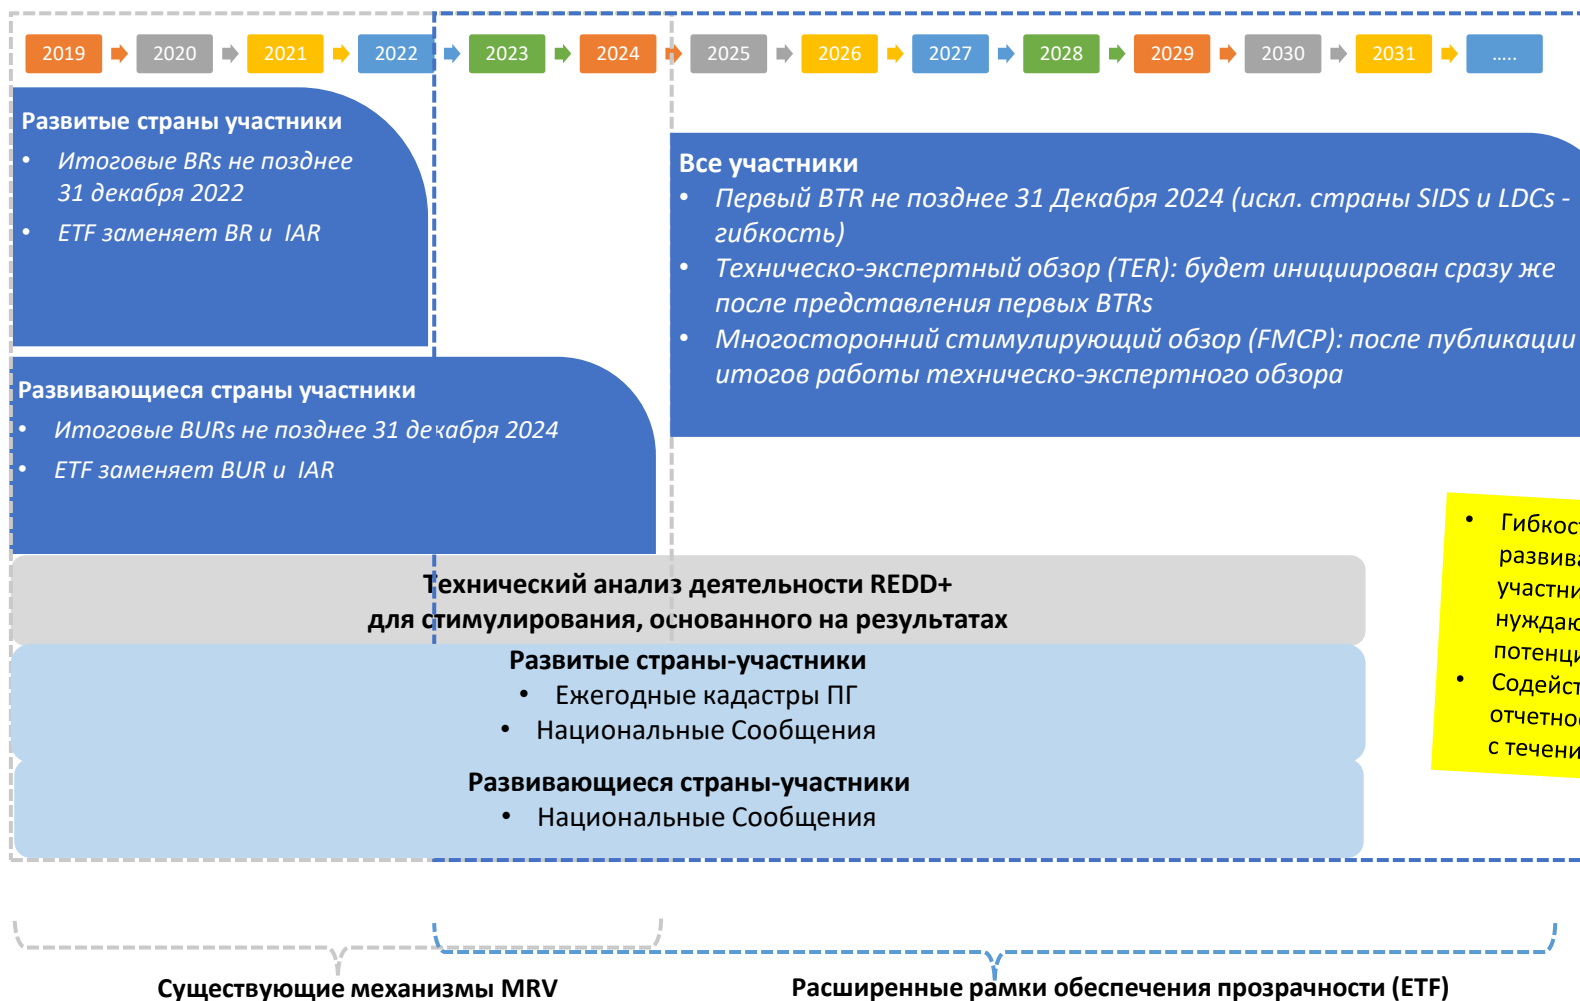 2019 2020 2021 2022 2023 2024 2025 2026 2027 2028 2029 2030 2031 .....
Развитые страны участники
• Итоговые BRs не позднее
31 декабря 2022
• ETF заменяет BR и IAR
Все участники
• Первый BTR не позднее 31 Декабря 2024 (искл. страны SIDS и LDCs -
гибкость)
• Техническо-экспертный обзор (TER): будет инициирован сразу же
после представления первых BTRs
• Многосторонний стимулирующий обзор (FMCP): после публикации
итогов работы техническо-экспертного обзора
Развивающиеся страны участники
• Итоговые BURs не позднее 31 декабря 2024
• ETF заменяет BUR и IAR
•
•
с
Технический анализ деятельности REDD+
для стимулирования, основанного на результатах
Развитые страны-участники
• Ежегодные кадастры ПГ
• Национальные Сообщения
Развивающиеся страны-участники
• Национальные Сообщения
Существующие механизмы MRV
Расширенные рамки обеспечения прозрачности (ETF)